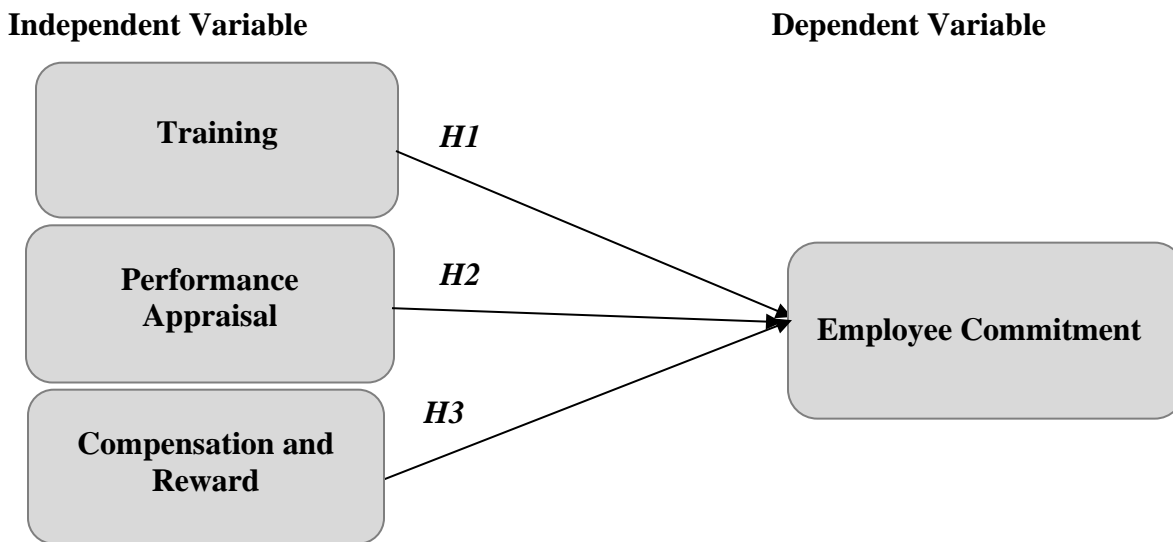 Independent Variable
Dependent Variable
Training
H1
Performance
Appraisal
H2
Employee Commitment
Compensation and
Reward
H3